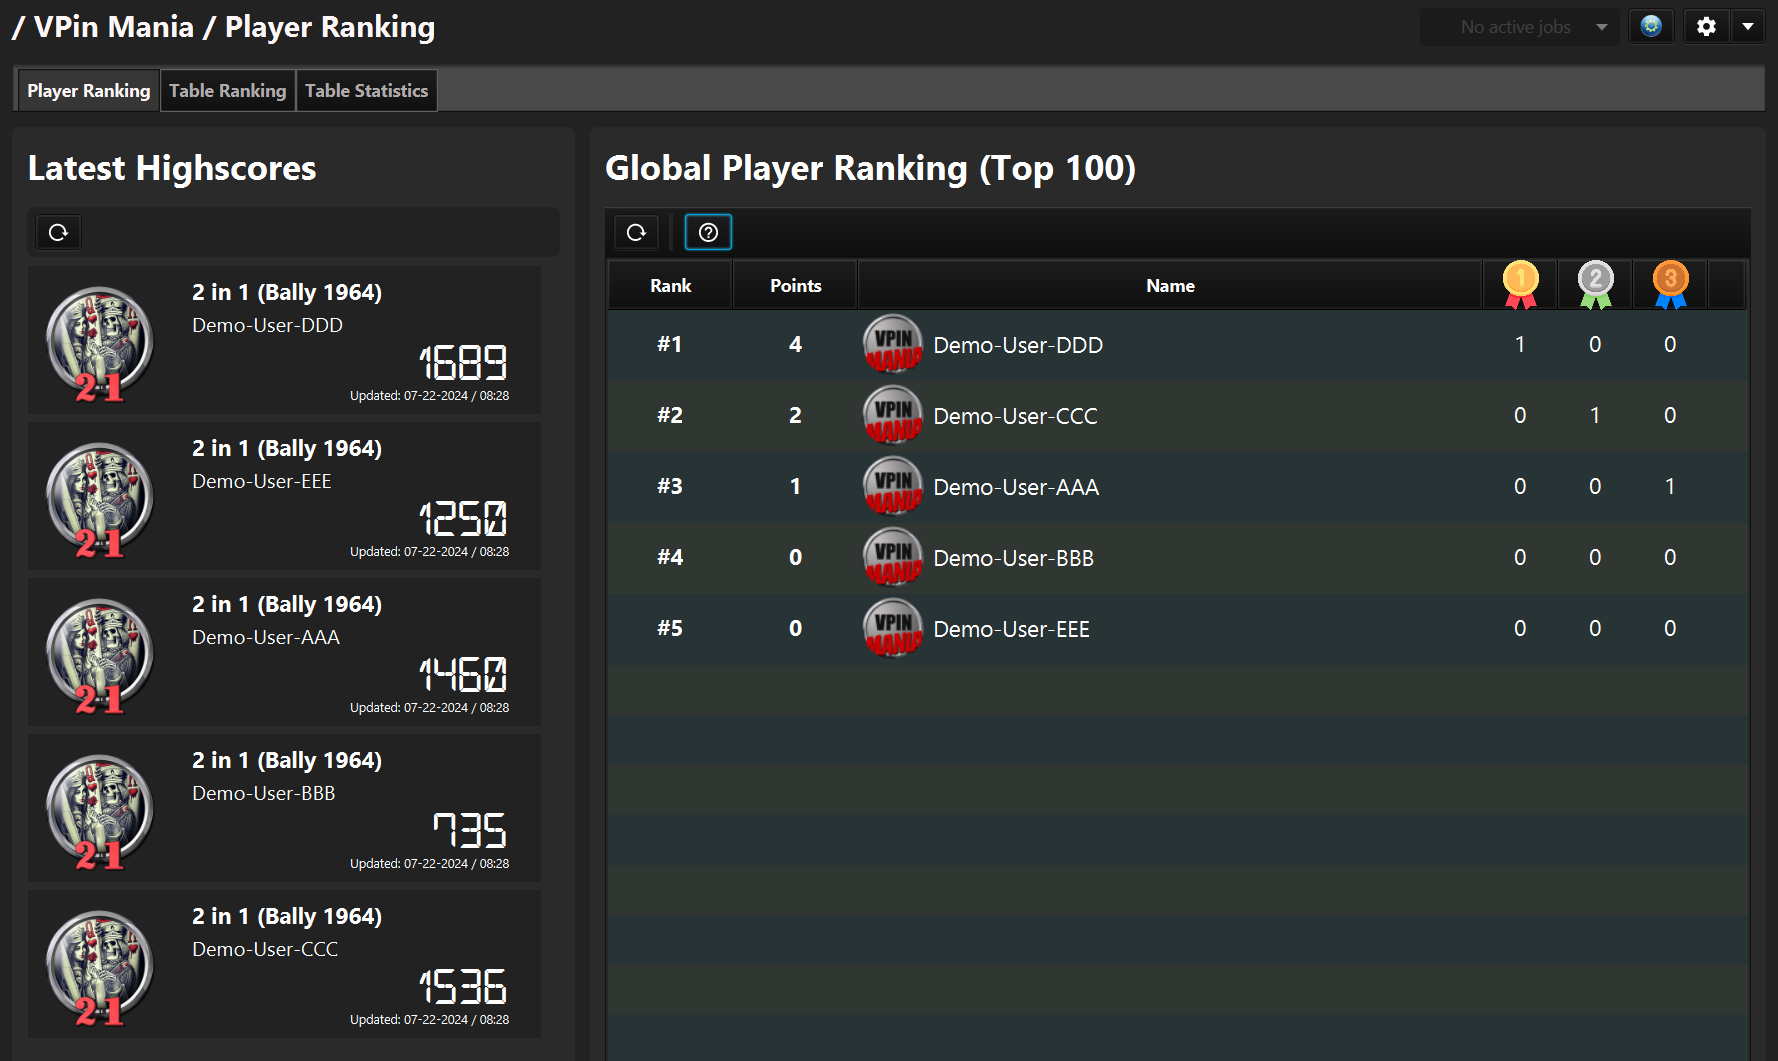 / VPin Mania / Player Ranking
No active jobs
Player Ranking
Table Ranking
Table Statistics
Latest Highscores
2 in 1 (Bally 1964)
Demo-User-DDD
1689
Updated: 07-22-2024 / 08:28
21
2 in 1 (Bally 1964)
Demo-User-EEE
1250
Updated: 07-22-2024 / 08:28
21
2 in 1 (Bally 1964)
Demo-User-AAA
1460
Updated: 07-22-2024 / 08:28
21
2 in 1 (Bally 1964)
Demo-User-BBB
735
Updated: 07-22-2024 / 08:28
21
2 in 1 (Bally 1964)
Demo-User-CCC
1536
Updated: 07-22-2024 / 08:28
21
Global Player Ranking (Top 100)
Rank Points Name 1 2 3
#1 4 VPIN MANIA Demo-User-DDD 1 0 0
#2 2 VPIN MANIA Demo-User-CCC 0 1 0
#3 1 VPIN MANIA Demo-User-AAA 0 0 1
#4 0 VPIN MANIA Demo-User-BBB 0 0 0
#5 0 VPIN MANIA Demo-User-EEE 0 0 0